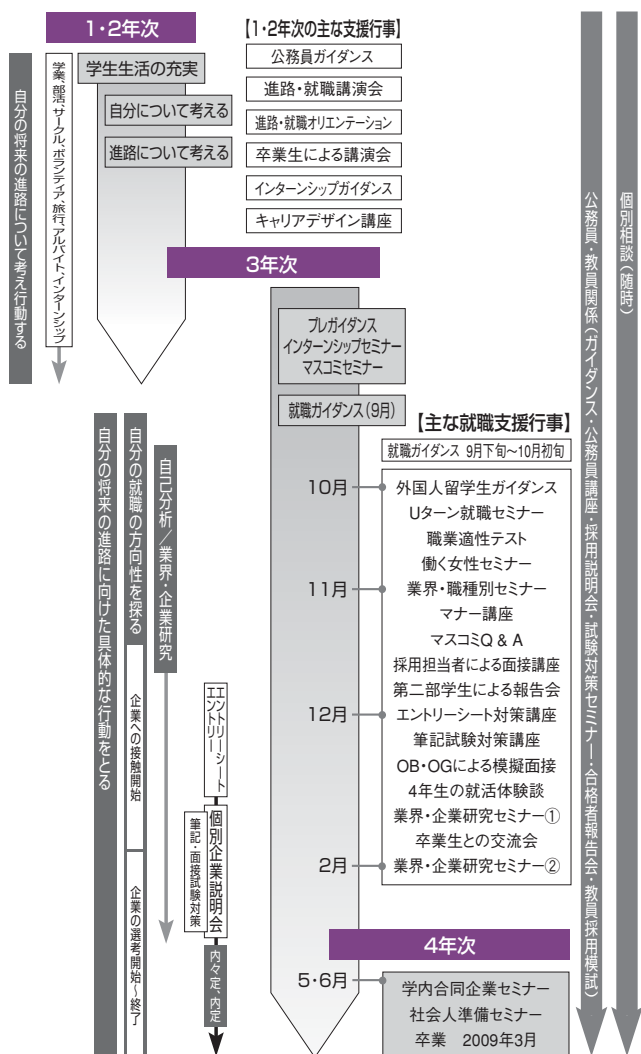 1・2年次
学業、部活、サークル、ボランティア、旅行、アルバイト、インターンシップ
自分の将来の進路について考え行動する
学生生活の充実
自分について考える
進路について考える
【1・2年次の主な支援行事】
公務員ガイダンス
進路・就職講演会
進路・就職オリエンテーション
卒業生による講演会
インターンシップガイダンス
キャリアデザイン講座
3年次
プレガイダンス
インターンシップセミナー
マスコミセミナー
就職ガイダンス(9月)
【主な就職支援行事】
就職ガイダンス 9月下旬~10月初旬
10月
外国人留学生ガイダンス
Uターン就職セミナー
職業適性テスト
働く女性セミナー
11月
業界・職種別セミナー
マナー講座
マスコミQ & A
採用担当者による面接講座
第二部学生による報告会
12月
エントリーシート対策講座
筆記試験対策講座
OB・OGによる模擬面接
4年生の就活体験談
業界・企業研究セミナー①
卒業生との交流会
2月
業界・企業研究セミナー②
自分の将来の進路に向けた具体的な行動をとる
自分の就職の方向性を探る
企業への接触開始
企業の選考開始~終了
自己分析/業界・企業研究
エントリーシート
エントリー
個別企業説明会
筆記・面接試験対策
内々定、内定
4年次
5・6月
学内合同企業セミナー
社会人準備セミナー
卒業 2009年3月
公務員・教員関係(ガイダンス・公務員講座・採用説明会・試験対策セミナー・合格者報告会・教員採用模試)
個別相談(随時)